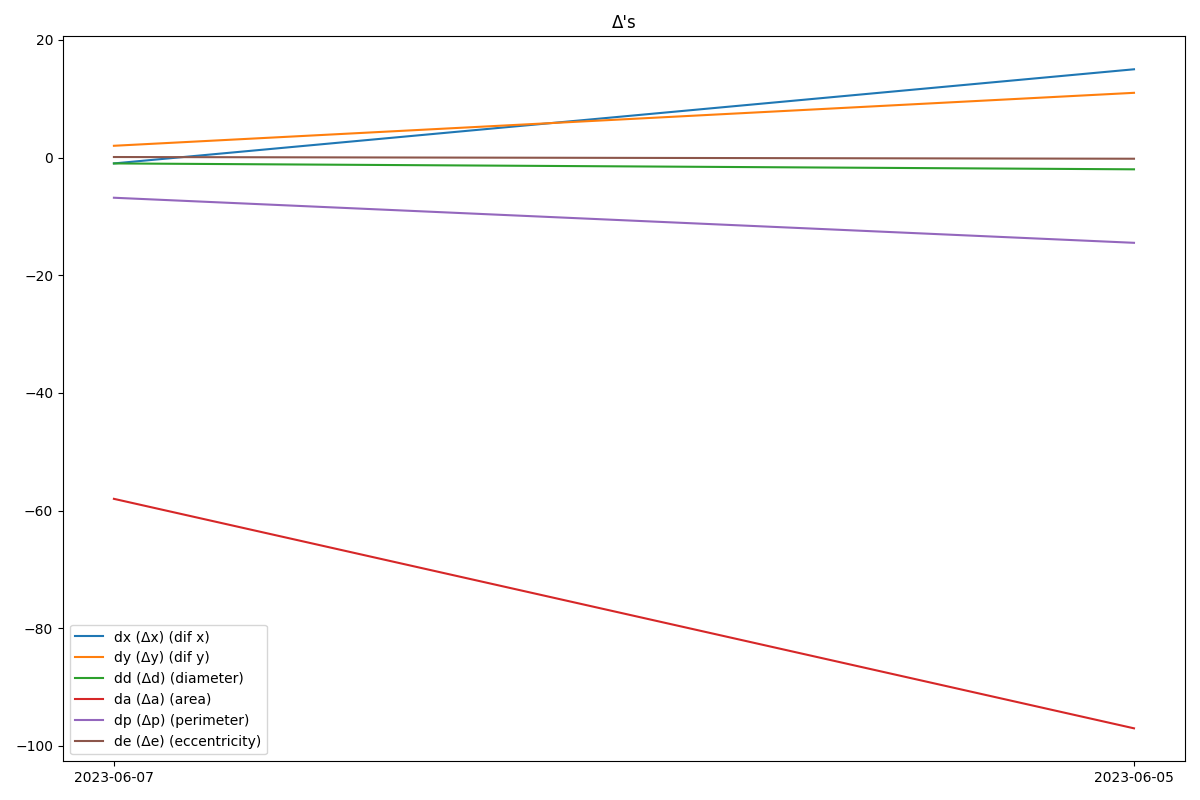 Δ's
20
0
−20
−40
−60
−80
−100
dx (Δx) (dif x)
dy (Δy) (dif y)
dd (Δd) (diameter)
da (Δa) (area)
dp (Δp) (perimeter)
de (Δe) (eccentricity)
2023-06-07
2023-06-05